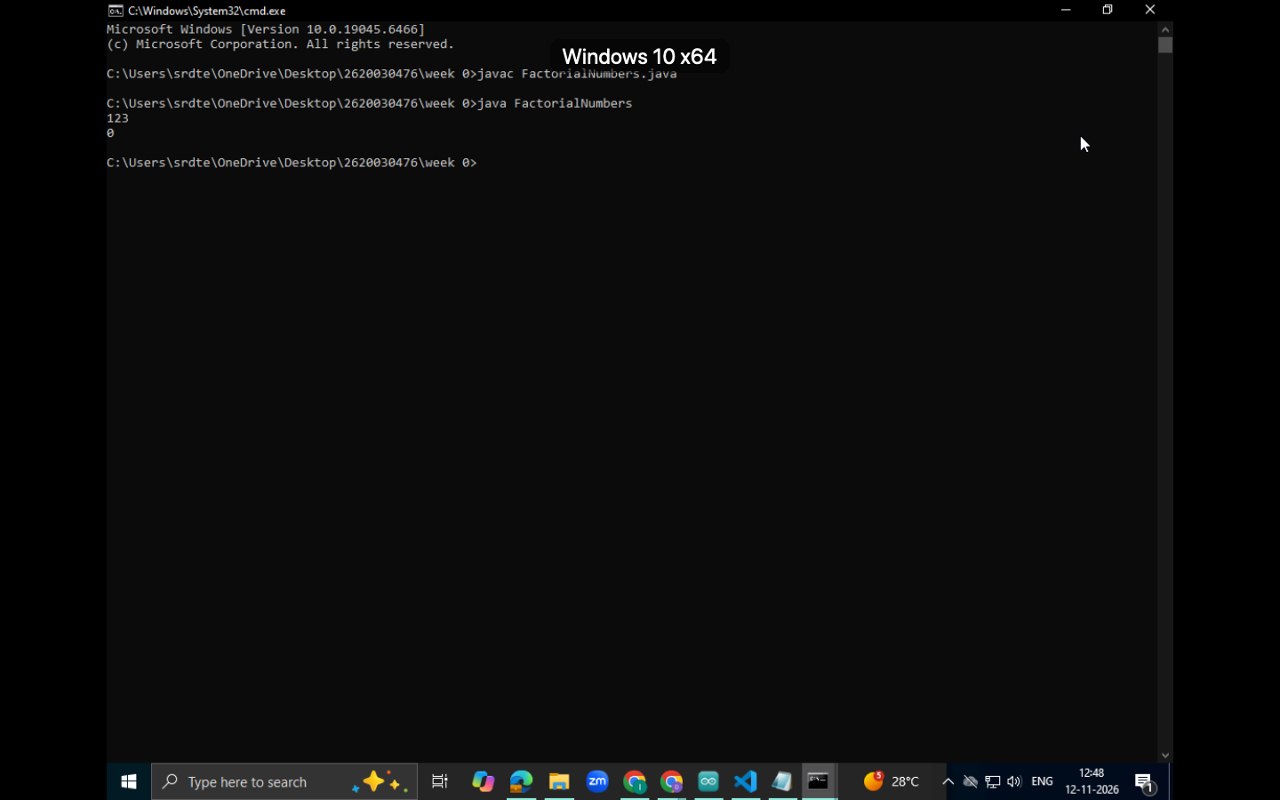 C:\Windows\System32\cmd.exe
Microsoft Windows [Version 10.0.19045.6466]
(c) Microsoft Corporation. All rights reserved.
Windows 10 x64
C:\Users\srdte\OneDrive\Desktop\2620030476\week 0>javac FactorialNumbers.java
C:\Users\srdte\OneDrive\Desktop\2620030476\week 0>java FactorialNumbers
123
0
C:\Users\srdte\OneDrive\Desktop\2620030476\week 0>
Type here to search
zm
5
28°C
ENG
12:48
12-11-2026
1